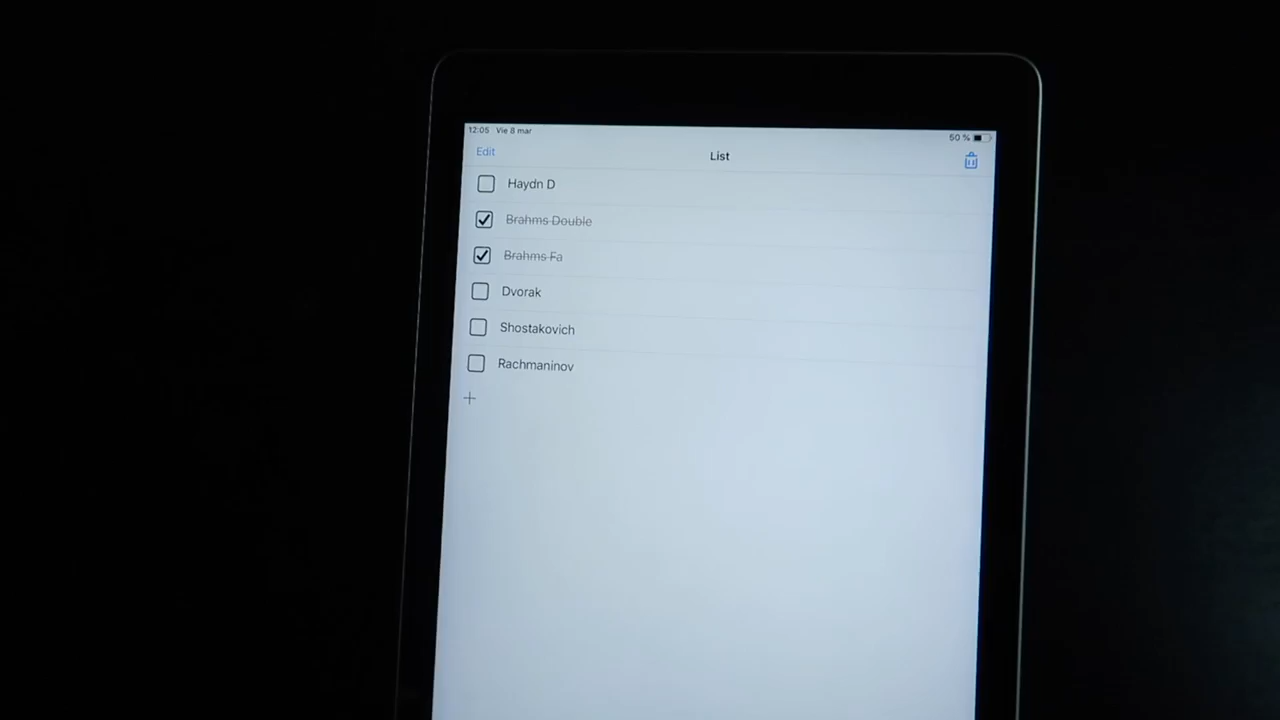 12:05 Vie 8 mar 50 %
Edit List
Haydn D
Brahms Double
Brahms Fa
Dvorak
Shostakovich
Rachmaninov